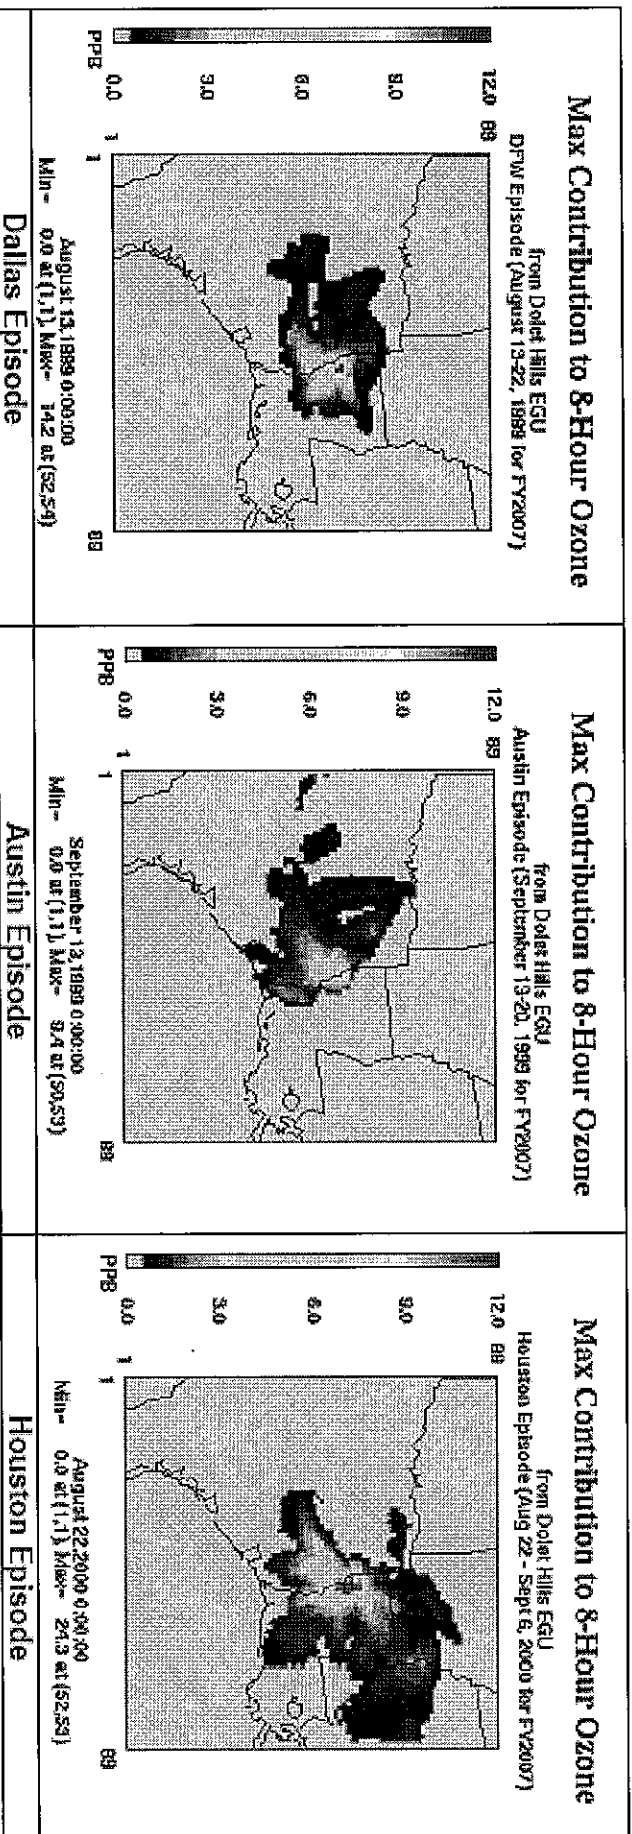 Max Contribution to 8-Hour Ozone
from Dolet Hills EGU
DFW Episode (August 13-22, 1999 for FY2007)
12.0 89
9.0
6.0
3.0
0.0 1
PPB
1 89
August 13,1999 0:00:00
Min= 0.0 at (1,1), Max= 14.2 at (52,54)
Dallas Episode
Max Contribution to 8-Hour Ozone
from Dolet Hills EGU
Austin Episode (September 13-20, 1999 for FY2007)
12.0 89
9.0
6.0
3.0
0.0 1
PPB
1 89
September 13,1999 0:00:00
Min= 0.0 at (1,1), Max= 9.4 at (50,53)
Austin Episode
Max Contribution to 8-Hour Ozone
from Dolet Hills EGU
Houston Episode (Aug 22 - Sept 6, 2000 for FY2007)
12.0 89
9.0
6.0
3.0
0.0 1
PPB
1 89
August 22,2000 0:00:00
Min= 0.0 at (1,1), Max= 24.3 at (52,53)
Houston Episode